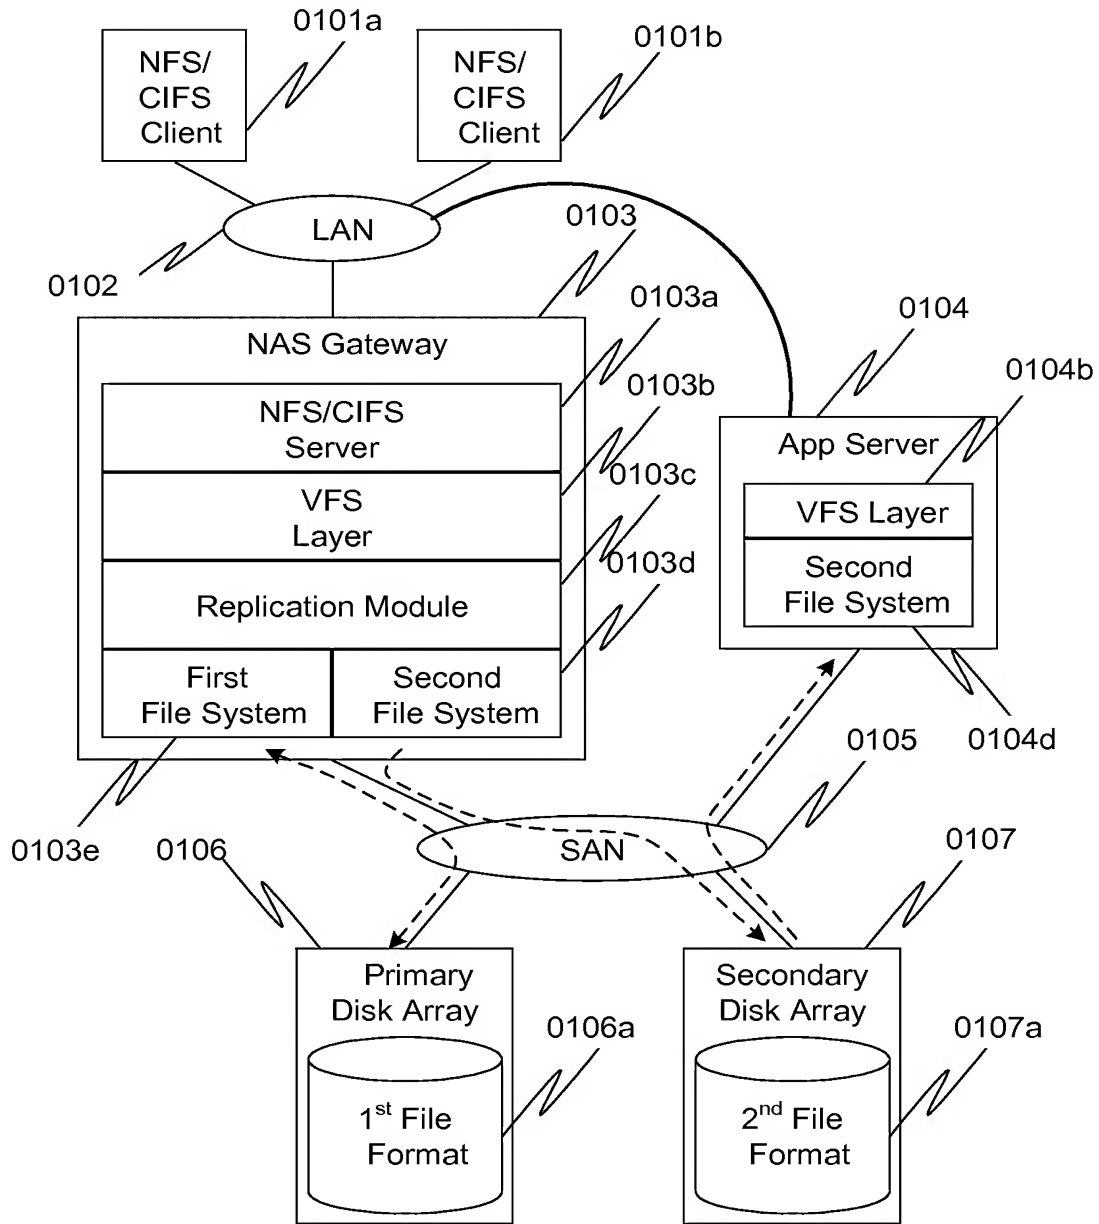 0101a
0101b
NFS/
CIFS
Client
NFS/
CIFS
Client
LAN
0102
0103
NAS Gateway
0103a
NFS/CIFS
Server
0103b
VFS
Layer
0103c
Replication Module
0103d
First
File System
Second
File System
0103e
0104
0104b
App Server
VFS Layer
Second
File System
0104d
0105
SAN
0106
0107
Primary
Disk Array
0106a
1st File
Format
Secondary
Disk Array
0107a
2nd File
Format